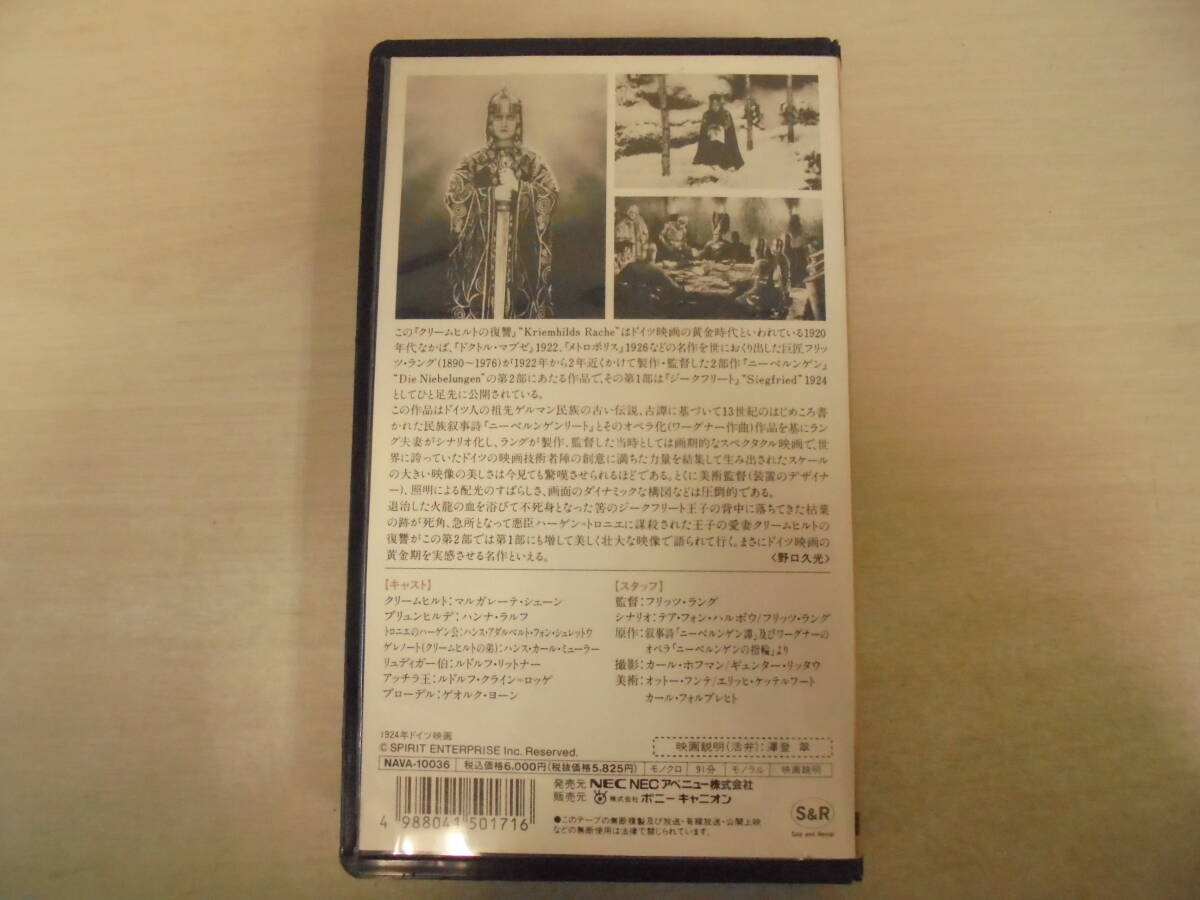 この『クリームヒルトの復讐』“Kriemhilds Rache”はドイツ映画の黄金時代といわれている1920
年代なかば、『ドクトル・マブゼ』1922、『メトロポリス』1926などの名作を世におくり出した巨匠フリッ
ツ・ラング(1890~1976)が1922年から2年近くかけて製作・監督した2部作『ニーベルンゲン』
“Die Niebelungen”の第2部にあたる作品で、その第1部は『ジークフリート』“Siegfried”1924
としてひと足先に公開されている。
この作品はドイツ人の祖先ゲルマン民族の古い伝説、古譚に基づいて13世紀のはじめころ書
かれた民族叙事詩『ニーベルンゲンリート』とそのオペラ化(ワーグナー作曲)作品を基にラン
グ夫妻がシナリオ化し、ラングが製作、監督した当時としては画期的なスペクタクル映画で、世
界に誇っていたドイツの映画技術者陣の創意に満ちた力量を結集して生み出されたスケール
の大きい映像の美しさは今見ても驚嘆させられるほどである。とくに美術監督(装置のデザイナ
ー)、照明による配光のすばらしさ、画面のダイナミックな構図などは圧倒的である。
退治した火龍の血を浴びて不死身となった筈のジークフリート王子の背中に落ちてきた枯葉
の跡が死角、急所となって悪臣ハーゲン=トロニエに謀殺された王子の愛妻クリームヒルトの
復讐がこの第2部では第1部にも増して美しく壮大な映像で語られて行く。まさにドイツ映画の
黄金期を実感させる名作といえる。 〈野口久光〉
【キャスト】
クリームヒルト:マルガレーテ・シェーン
ブリュンヒルデ:ハンナ・ラルフ
トロニエのハーゲン公:ハンス・アダルベルト・フォン・シュレットウ
ゲレノート(クリームヒルトの弟):ハンス・カール・ミューラー
リュディガー伯:ルドルフ・リットナー
アッチラ王:ルドルフ・クライン=ロッゲ
ブローデル:ゲオルク・ヨーン
【スタッフ】
監督:フリッツ・ラング
シナリオ:テア・フォン・ハルボウ/フリッツ・ラング
原作:叙事詩「ニーベルンゲン譚」及びワーグナーの
オペラ「ニーベルンゲンの指輪」より
撮影:カール・ホフマン/ギュンター・リッタウ
美術:オットー・フンテ/エリッヒ・ケッテルフート
カール・フォルブレヒト
1924年ドイツ映画
© SPIRIT ENTERPRISE Inc. Reserved.
映画説明(活弁):澤登 翠
NAVA-10036 税込価格6,000円(税抜価格5,825円) モノクロ 91分 モノラル 映画説明
発売元 NEC NECアベニュー株式会社
販売元 株式会社 ポニーキャニオン
4 988041 501716
●このテープの無断複製及び放送・有線放送・公開上映
などの無断使用は法律で禁じられています。
S&R
Sale and Rental